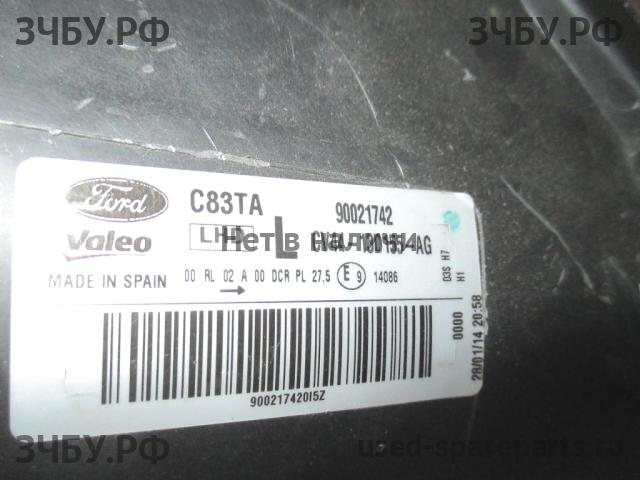 ЗЧБУ.РФ ЗЧБУ.РФ
Ford C83TA 90021742
Valeo LHD L
Нет в наличии
MADE IN SPAIN 00 RL 02 A 00 DCR PL 27,5 E 9 14086
D3S H7
H1
0000
28/01/14 20:58
90021742015Z
ЗЧБУ.РФ used-spareparts.ru